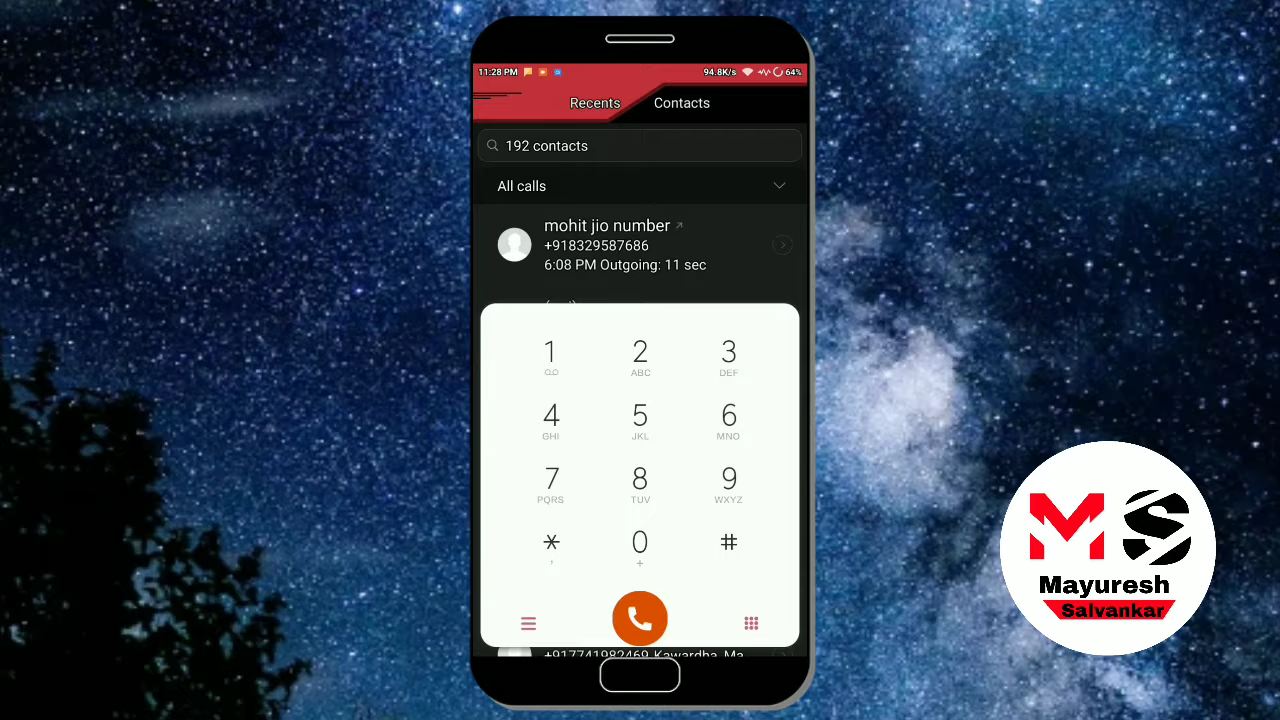 11:28 PM
94.8K/s
64%
Recents
Contacts
192 contacts
All calls
mohit jio number
+918329587686
6:08 PM Outgoing: 11 sec
1
2
ABC
3
DEF
4
GHI
5
JKL
6
MNO
7
PQRS
8
TUV
9
WXYZ
*
,
0
+
#
+917741982469 Kawardha, Ma...
M S
Mayuresh
Salvankar